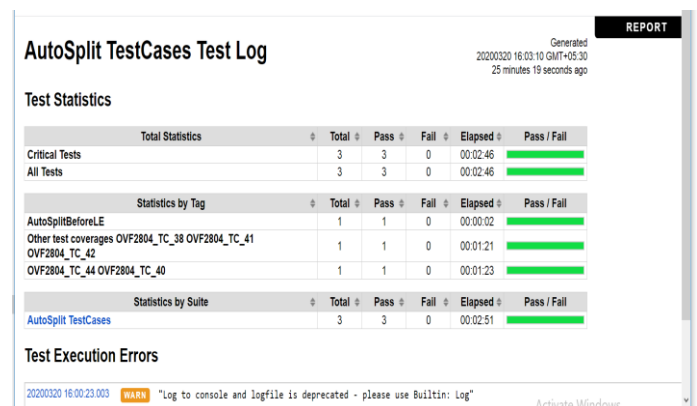 REPORT
AutoSplit TestCases Test Log
Generated
20200320 16:03:10 GMT+05:30
25 minutes 19 seconds ago
Test Statistics
Total Statistics Total Pass Fail Elapsed Pass / Fail
Critical Tests 3 3 0 00:02:46
All Tests 3 3 0 00:02:46
Statistics by Tag Total Pass Fail Elapsed Pass / Fail
AutoSplitBeforeLE 1 1 0 00:00:02
Other test coverages OVF2804_TC_38 OVF2804_TC_41
OVF2804_TC_42 1 1 0 00:01:21
OVF2804_TC_44 OVF2804_TC_40 1 1 0 00:01:23
Statistics by Suite Total Pass Fail Elapsed Pass / Fail
AutoSplit TestCases 3 3 0 00:02:51
Test Execution Errors
20200320 16:00:23.003 WARN "Log to console and logfile is deprecated - please use Builtin: Log"
Activate Windows